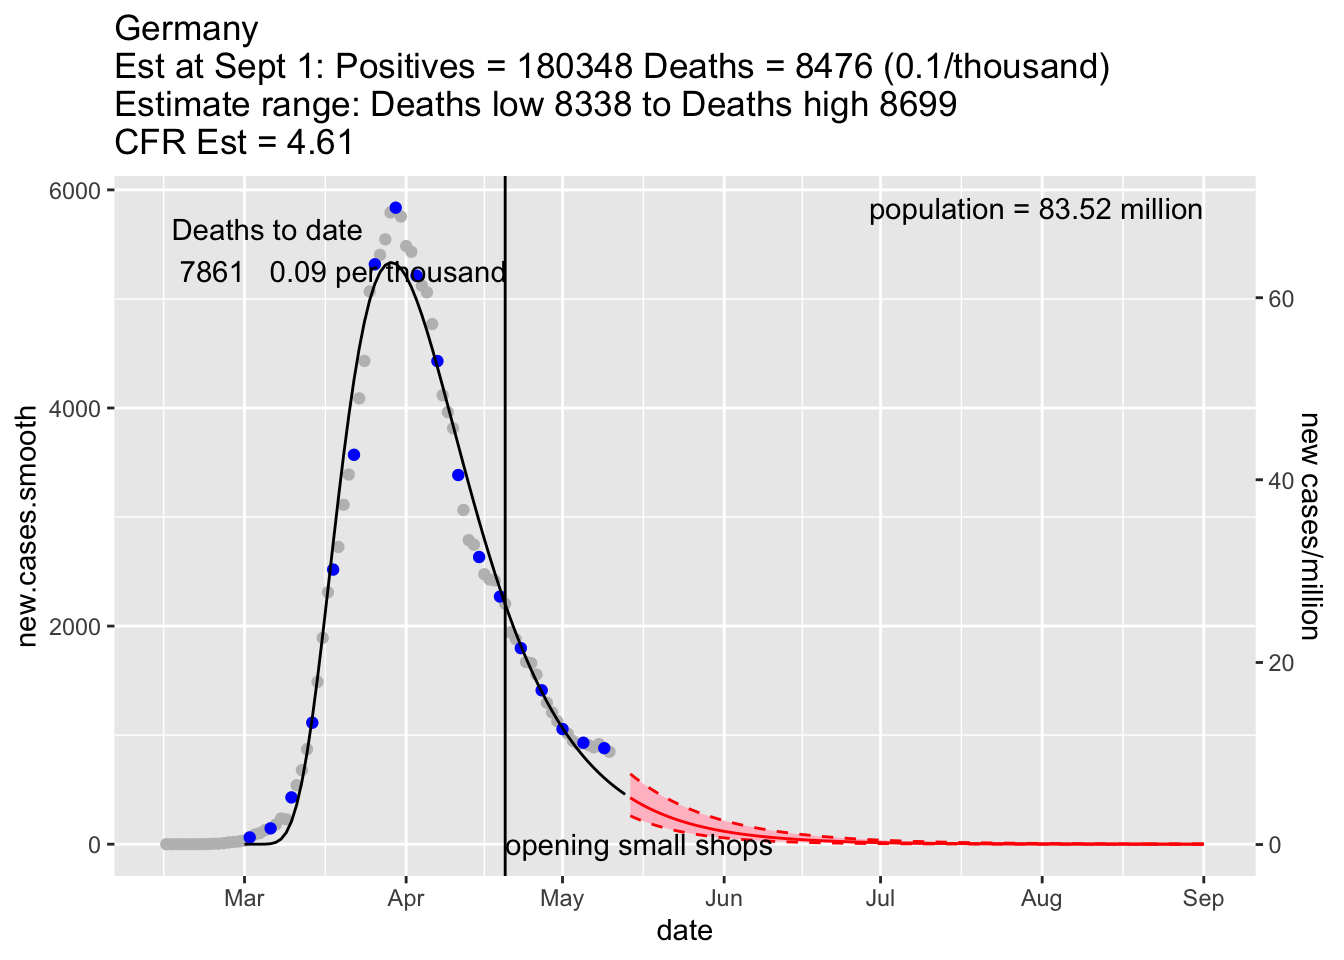 Germany
Est at Sept 1: Positives = 180348 Deaths = 8476 (0.1/thousand)
Estimate range: Deaths low 8338 to Deaths high 8699
CFR Est = 4.61
6000
4000
2000
0
new.cases.smooth
Deaths to date
7861 0.09 per thousand
population = 83.52 million
opening small shops
60
40
20
0
new cases/million
Mar Apr May Jun Jul Aug Sep
date